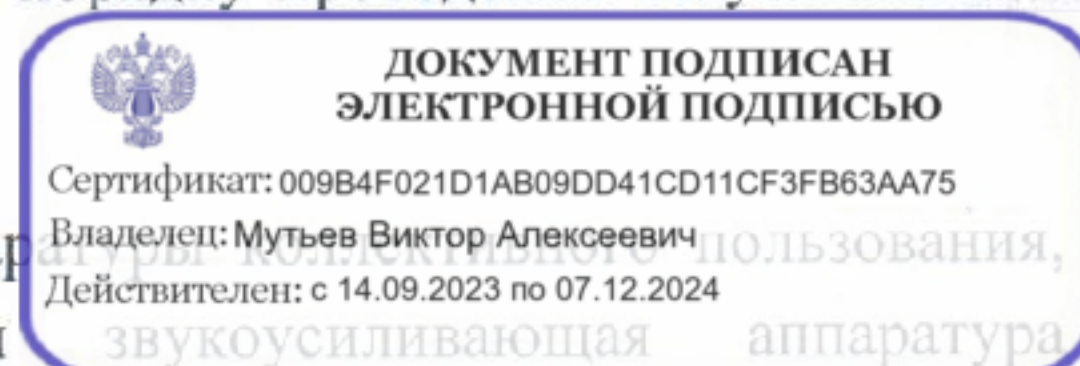 ДОКУМЕНТ ПОДПИСАН
ЭЛЕКТРОННОЙ ПОДПИСЬЮ
Сертификат: 009B4F021D1AB09DD41CD11CF3FB63AA75
Владелец: Мутьев Виктор Алексеевич
коллективного пользования,
Действителен: с 14.09.2023 по 07.12.2024
звукоусиливающая аппаратура